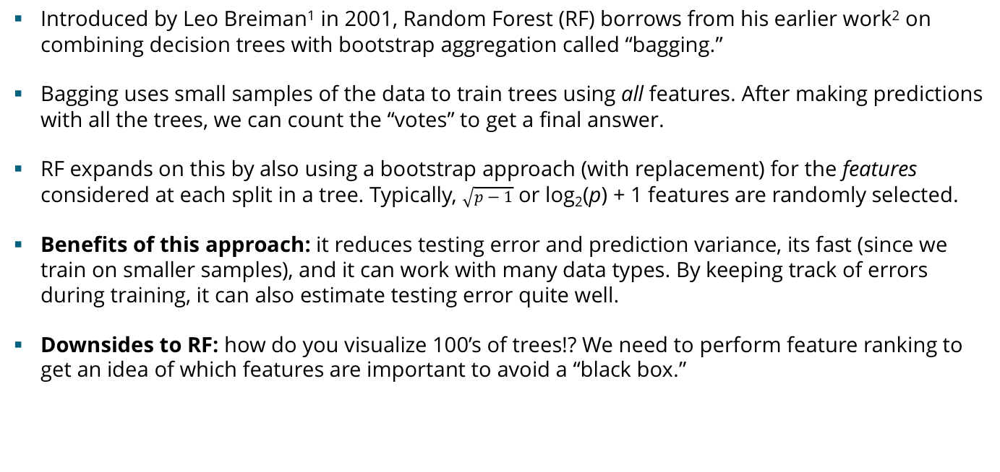 ▪ Introduced by Leo Breiman¹ in 2001, Random Forest (RF) borrows from his earlier work² on
combining decision trees with bootstrap aggregation called “bagging.”
▪ Bagging uses small samples of the data to train trees using all features. After making predictions
with all the trees, we can count the “votes” to get a final answer.
▪ RF expands on this by also using a bootstrap approach (with replacement) for the features
considered at each split in a tree. Typically, √(p − 1) or log₂(p) + 1 features are randomly selected.
▪ Benefits of this approach: it reduces testing error and prediction variance, its fast (since we
train on smaller samples), and it can work with many data types. By keeping track of errors
during training, it can also estimate testing error quite well.
▪ Downsides to RF: how do you visualize 100’s of trees!? We need to perform feature ranking to
get an idea of which features are important to avoid a “black box.”